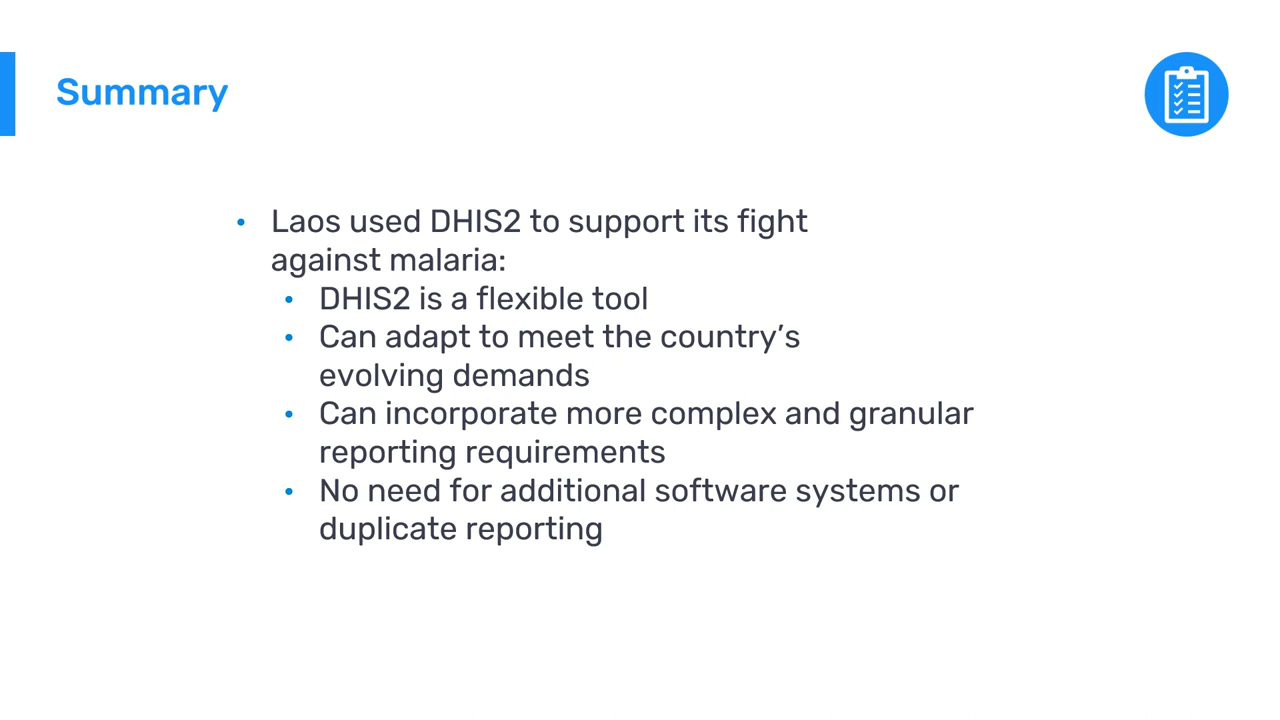 Summary
• Laos used DHIS2 to support its fight
against malaria:
• DHIS2 is a flexible tool
• Can adapt to meet the country’s
evolving demands
• Can incorporate more complex and granular
reporting requirements
• No need for additional software systems or
duplicate reporting